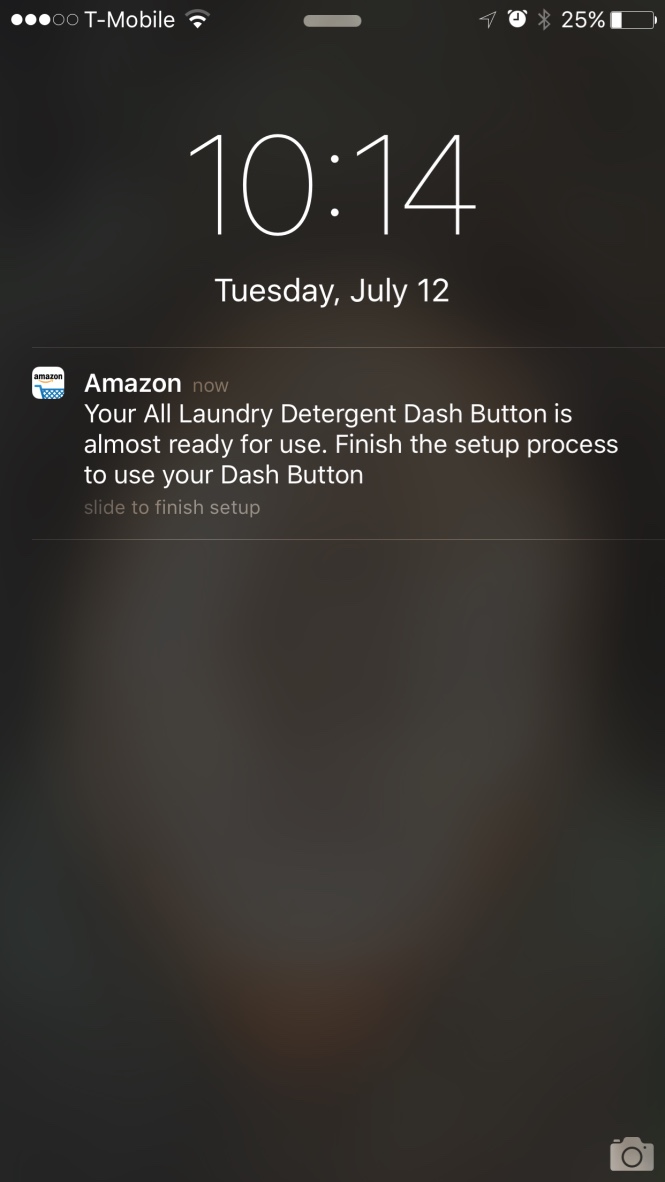 T-Mobile 25%
10:14
Tuesday, July 12
amazon
Amazon now
Your All Laundry Detergent Dash Button is
almost ready for use. Finish the setup process
to use your Dash Button
slide to finish setup